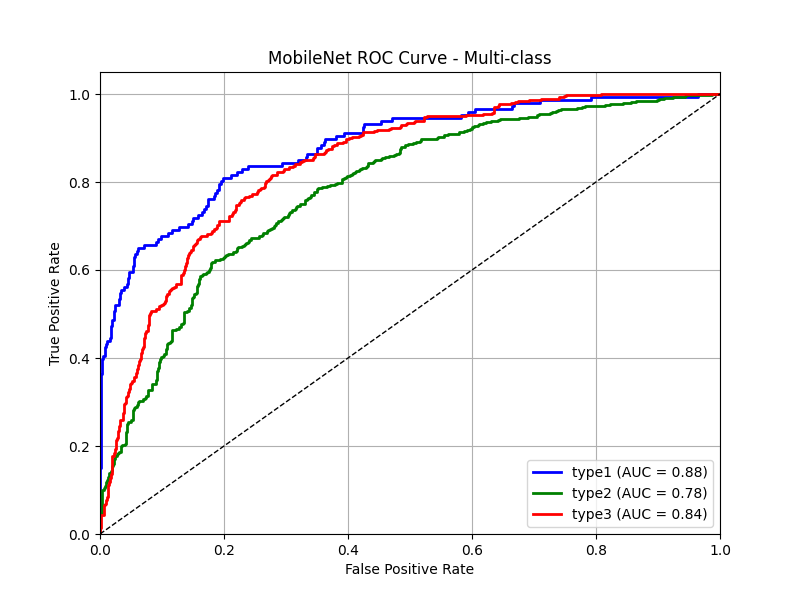 MobileNet ROC Curve - Multi-class
True Positive Rate
1.0
0.8
0.6
0.4
0.2
0.0
0.0 0.2 0.4 0.6 0.8 1.0
False Positive Rate
type1 (AUC = 0.88)
type2 (AUC = 0.78)
type3 (AUC = 0.84)